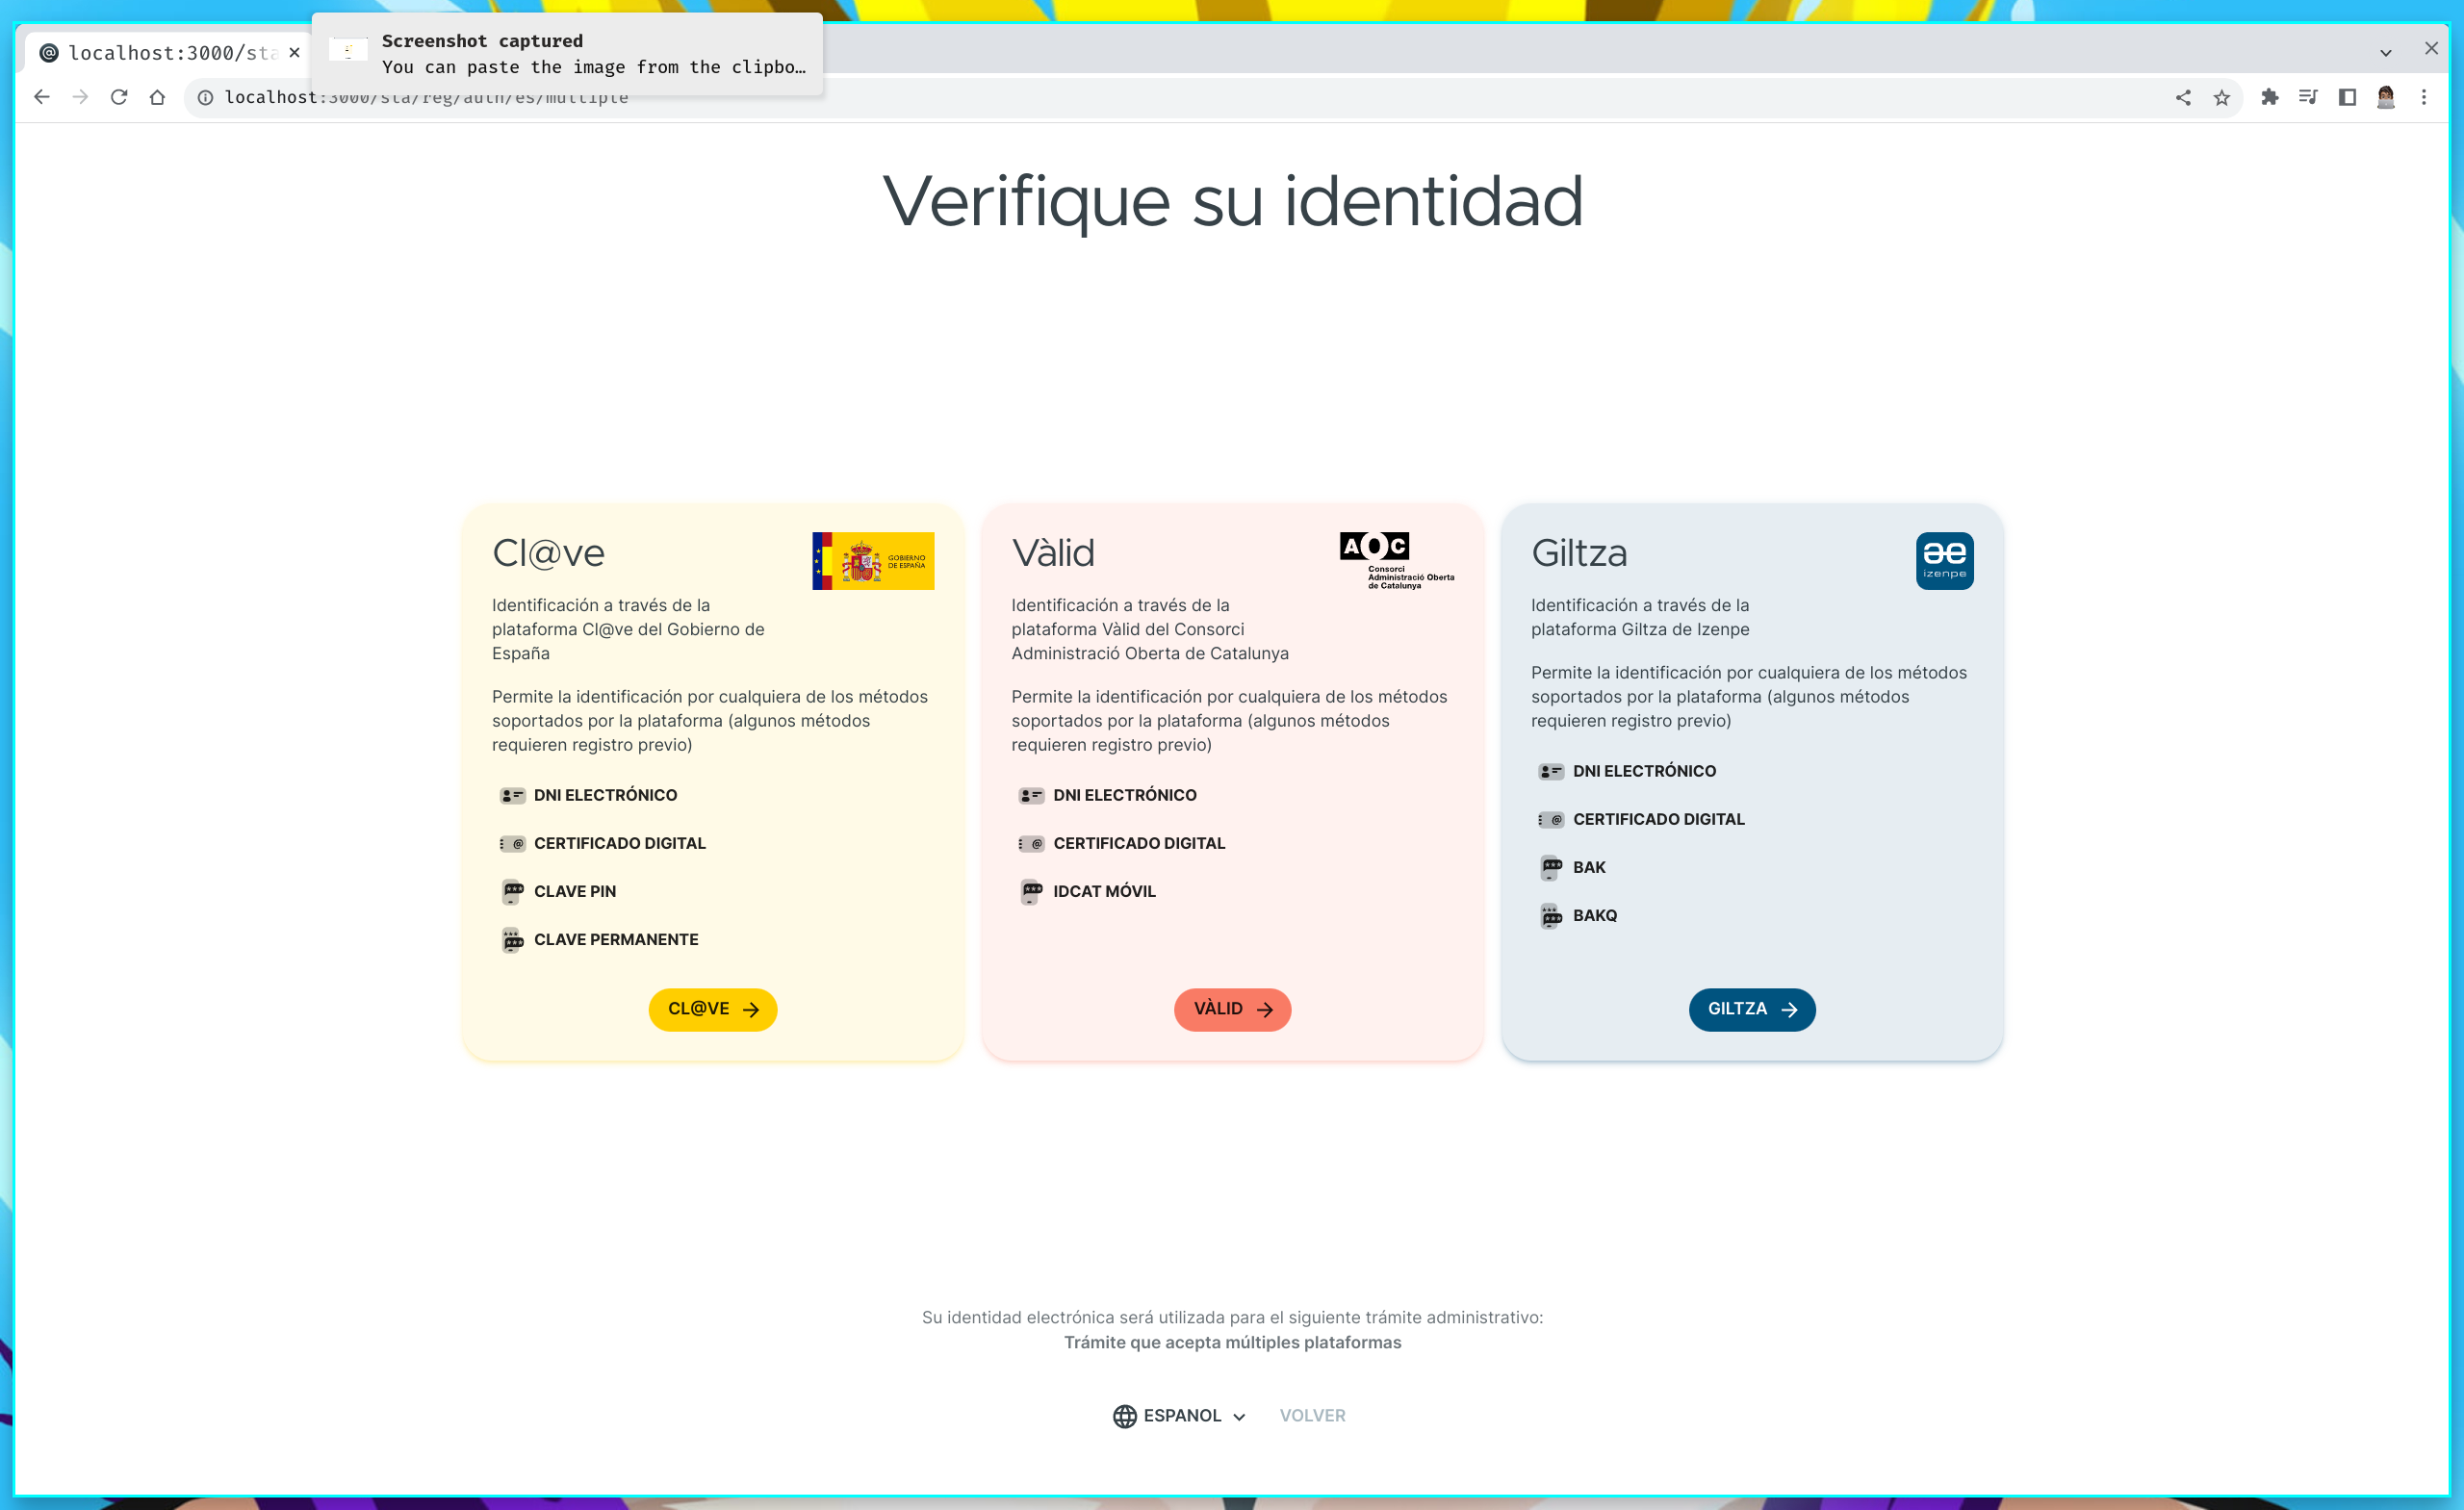 Screenshot captured
You can paste the image from the clipbo…
localhost:3000/sta
localhost:3000/sta/reg/auth/es/multiple
Verifique su identidad
Cl@ve
GOBIERNO
DE ESPAÑA
Identificación a través de la
plataforma Cl@ve del Gobierno de
España
Permite la identificación por cualquiera de los métodos
soportados por la plataforma (algunos métodos
requieren registro previo)
DNI ELECTRÓNICO
CERTIFICADO DIGITAL
CLAVE PIN
CLAVE PERMANENTE
CL@VE
Vàlid
AOC
Consorci
Administració Oberta
de Catalunya
Identificación a través de la
plataforma Vàlid del Consorci
Administració Oberta de Catalunya
Permite la identificación por cualquiera de los métodos
soportados por la plataforma (algunos métodos
requieren registro previo)
DNI ELECTRÓNICO
CERTIFICADO DIGITAL
IDCAT MÓVIL
VÀLID
Giltza
izenpe
Identificación a través de la
plataforma Giltza de Izenpe
Permite la identificación por cualquiera de los métodos
soportados por la plataforma (algunos métodos
requieren registro previo)
DNI ELECTRÓNICO
CERTIFICADO DIGITAL
BAK
BAKQ
GILTZA
Su identidad electrónica será utilizada para el siguiente trámite administrativo:
Trámite que acepta múltiples plataformas
ESPANOL
VOLVER